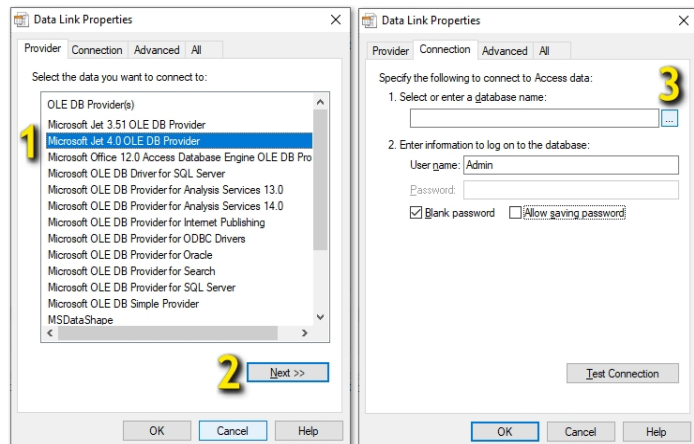 Data Link Properties
Provider Connection Advanced All
Select the data you want to connect to:
OLE DB Provider(s)
Microsoft Jet 3.51 OLE DB Provider
1
Microsoft Jet 4.0 OLE DB Provider
Microsoft Office 12.0 Access Database Engine OLE DB Pro
Microsoft OLE DB Driver for SQL Server
Microsoft OLE DB Provider for Analysis Services 13.0
Microsoft OLE DB Provider for Analysis Services 14.0
Microsoft OLE DB Provider for Internet Publishing
Microsoft OLE DB Provider for ODBC Drivers
Microsoft OLE DB Provider for Oracle
Microsoft OLE DB Provider for Search
Microsoft OLE DB Provider for SQL Server
Microsoft OLE DB Simple Provider
MSDataShape
2 Next >>
OK Cancel Help
Data Link Properties
Provider Connection Advanced All
Specify the following to connect to Access data:
3
1. Select or enter a database name:
...
2. Enter information to log on to the database:
User name: Admin
Password:
Blank password Allow saving password
Test Connection
OK Cancel Help